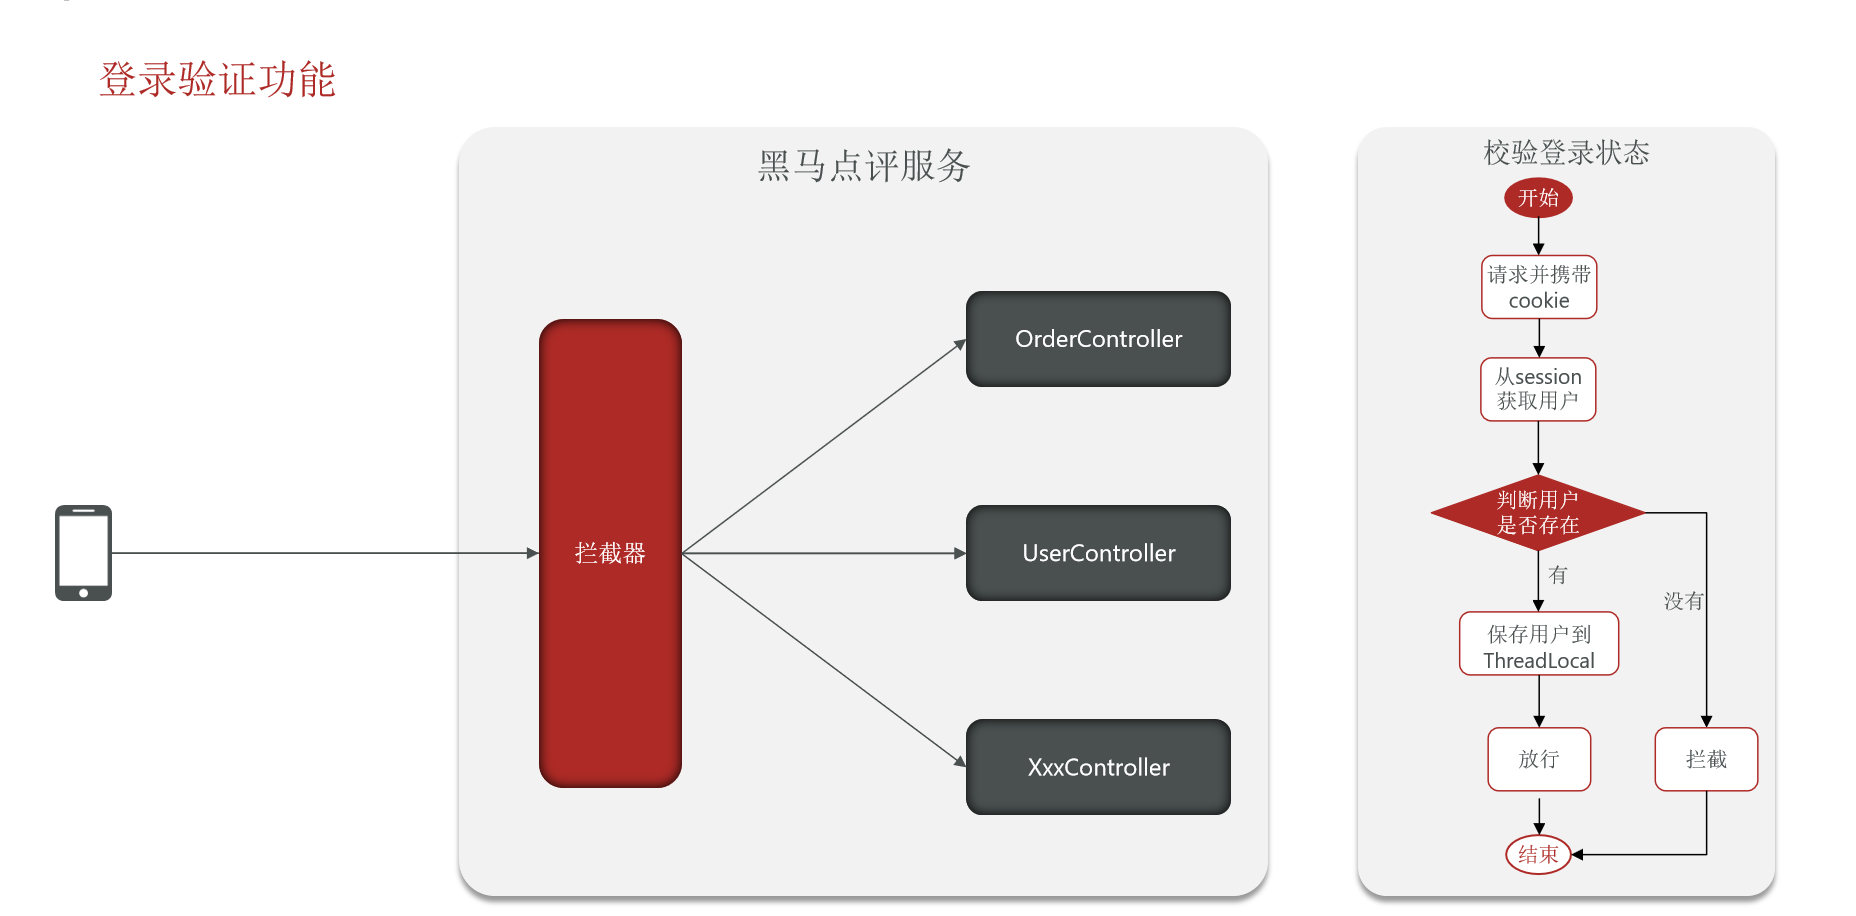 登录验证功能
黑马点评服务
拦截器
OrderController
UserController
XxxController
校验登录状态
开始
请求并携带
cookie
从session
获取用户
判断用户
是否存在
有
没有
保存用户到
ThreadLocal
放行
拦截
结束